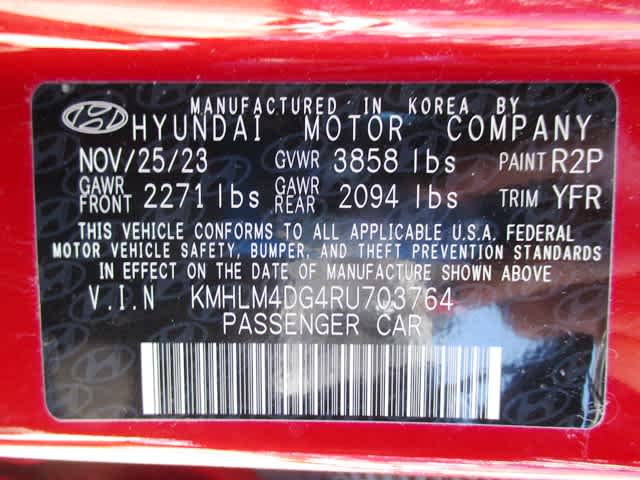 MANUFACTURED IN KOREA BY
HYUNDAI MOTOR COMPANY
NOV/25/23 GVWR 3858 lbs PAINT R2P
GAWR FRONT 2271 lbs GAWR REAR 2094 lbs TRIM YFR
THIS VEHICLE CONFORMS TO ALL APPLICABLE U.S.A. FEDERAL
MOTOR VEHICLE SAFETY, BUMPER, AND THEFT PREVENTION STANDARDS
IN EFFECT ON THE DATE OF MANUFACTURE SHOWN ABOVE
V.I.N KMHLM4DG4RU703764
PASSENGER CAR